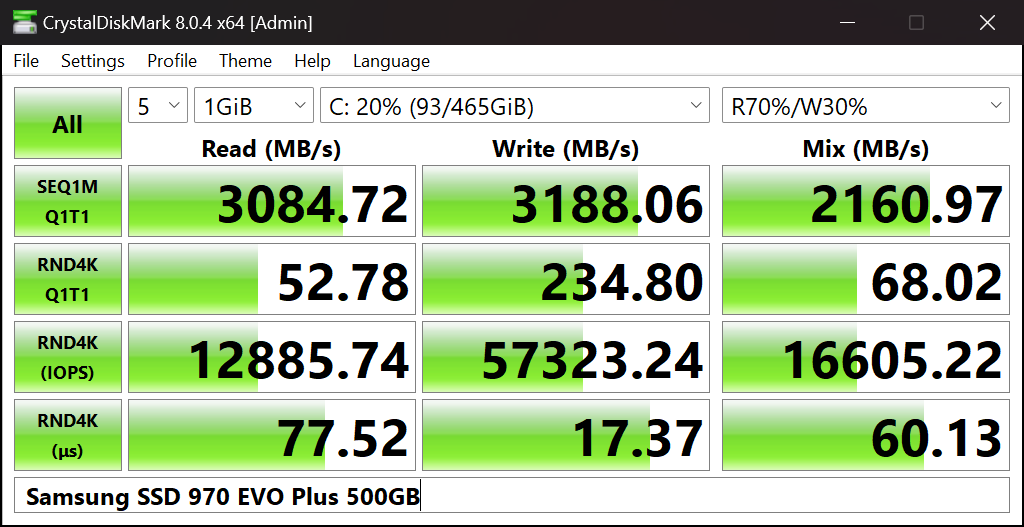 CrystalDiskMark 8.0.4 x64 [Admin]
File Settings Profile Theme Help Language
All 5 1GiB C: 20% (93/465GiB) R70%/W30%
Read (MB/s) Write (MB/s) Mix (MB/s)
SEQ1M
Q1T1
3084.72 3188.06 2160.97
RND4K
Q1T1
52.78 234.80 68.02
RND4K
(IOPS)
12885.74 57323.24 16605.22
RND4K
(μs)
77.52 17.37 60.13
Samsung SSD 970 EVO Plus 500GB